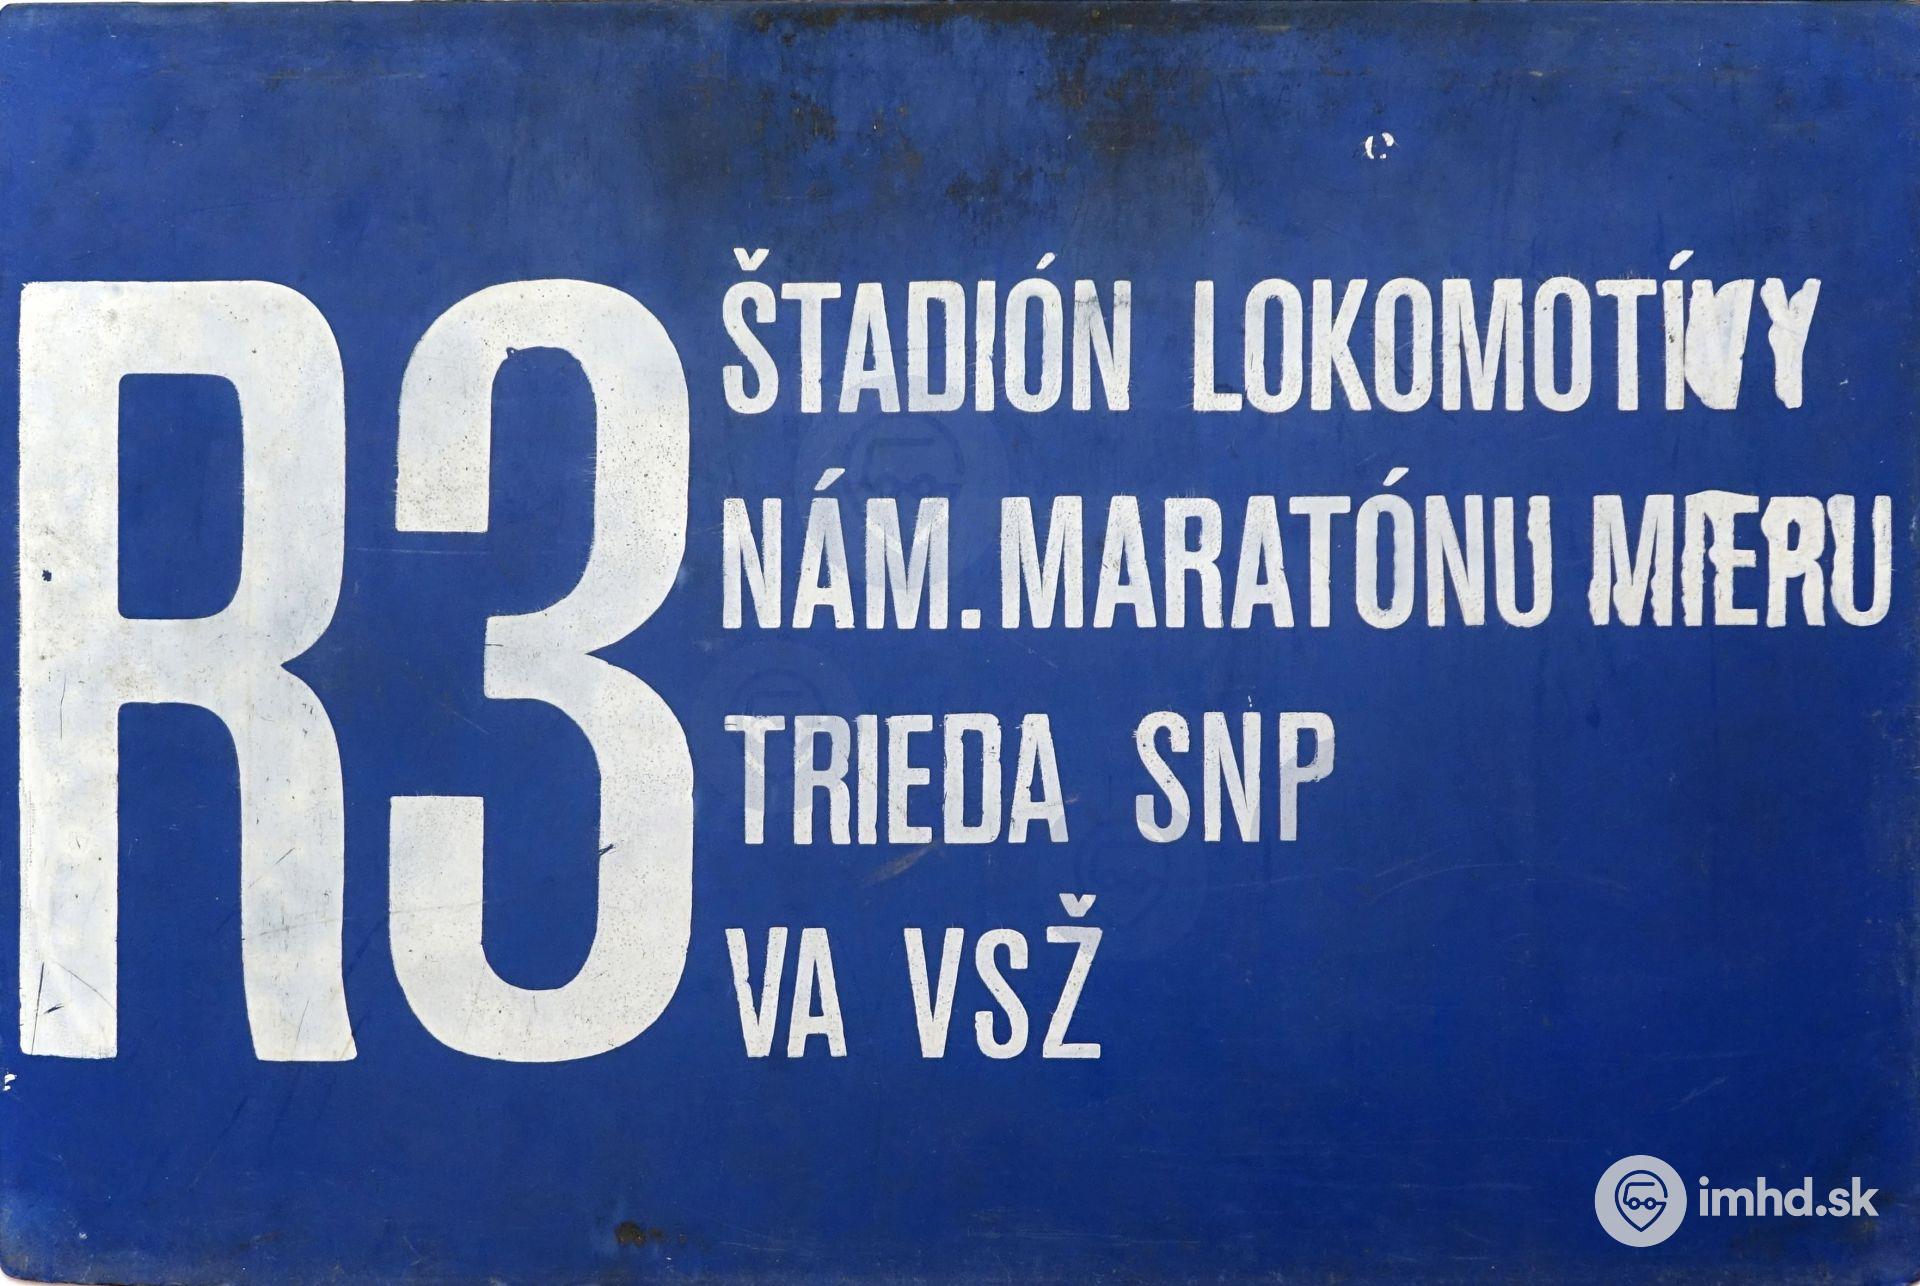 R3
ŠTADIÓN LOKOMOTÍVY
NÁM. MARATÓNU MIERU
TRIEDA SNP
VA VSŽ
imhd.sk